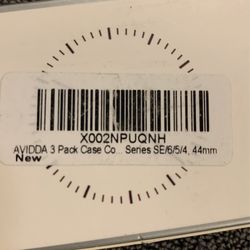 X002NPUQNH
AVIDDA 3 Pack Case Co... Series SE/6/5/4, 44mm
New